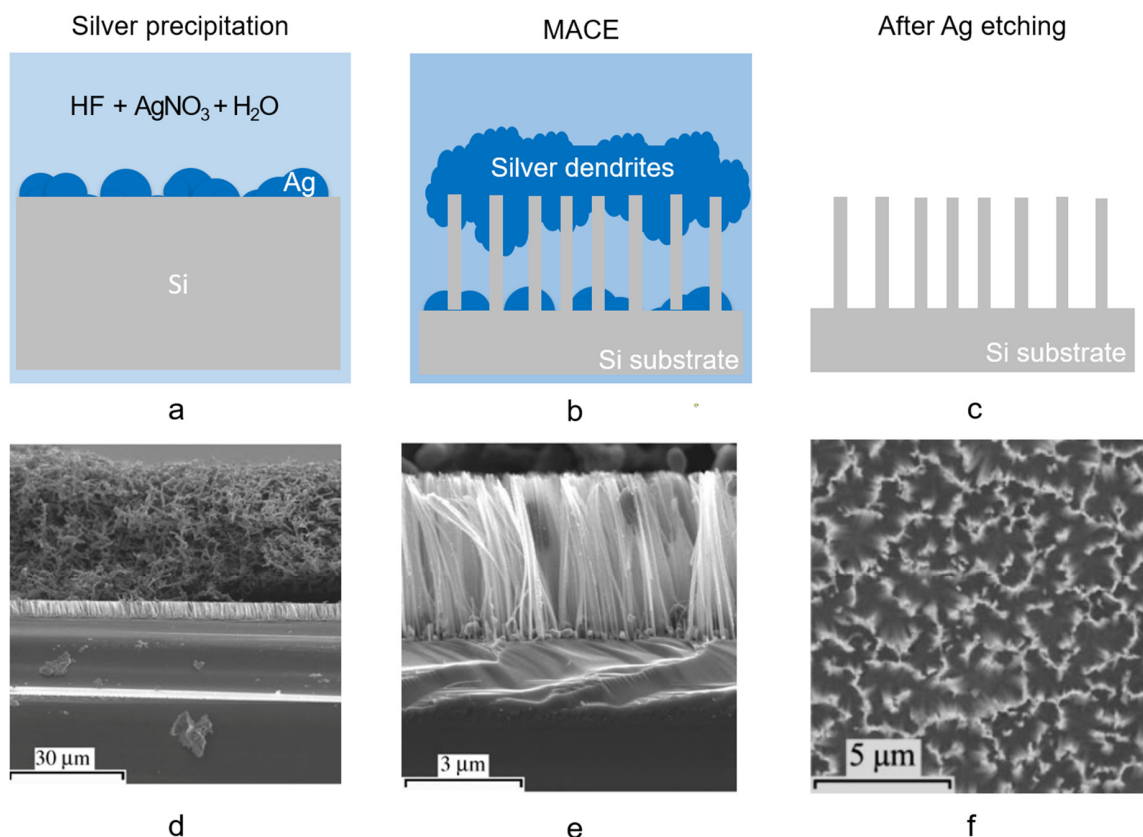 Silver precipitation
MACE
After Ag etching
HF + AgNO₃ + H₂O
Ag
Si
Silver dendrites
Si substrate
Si substrate
a
b
c
30 μm
3 μm
5 μm
d
e
f